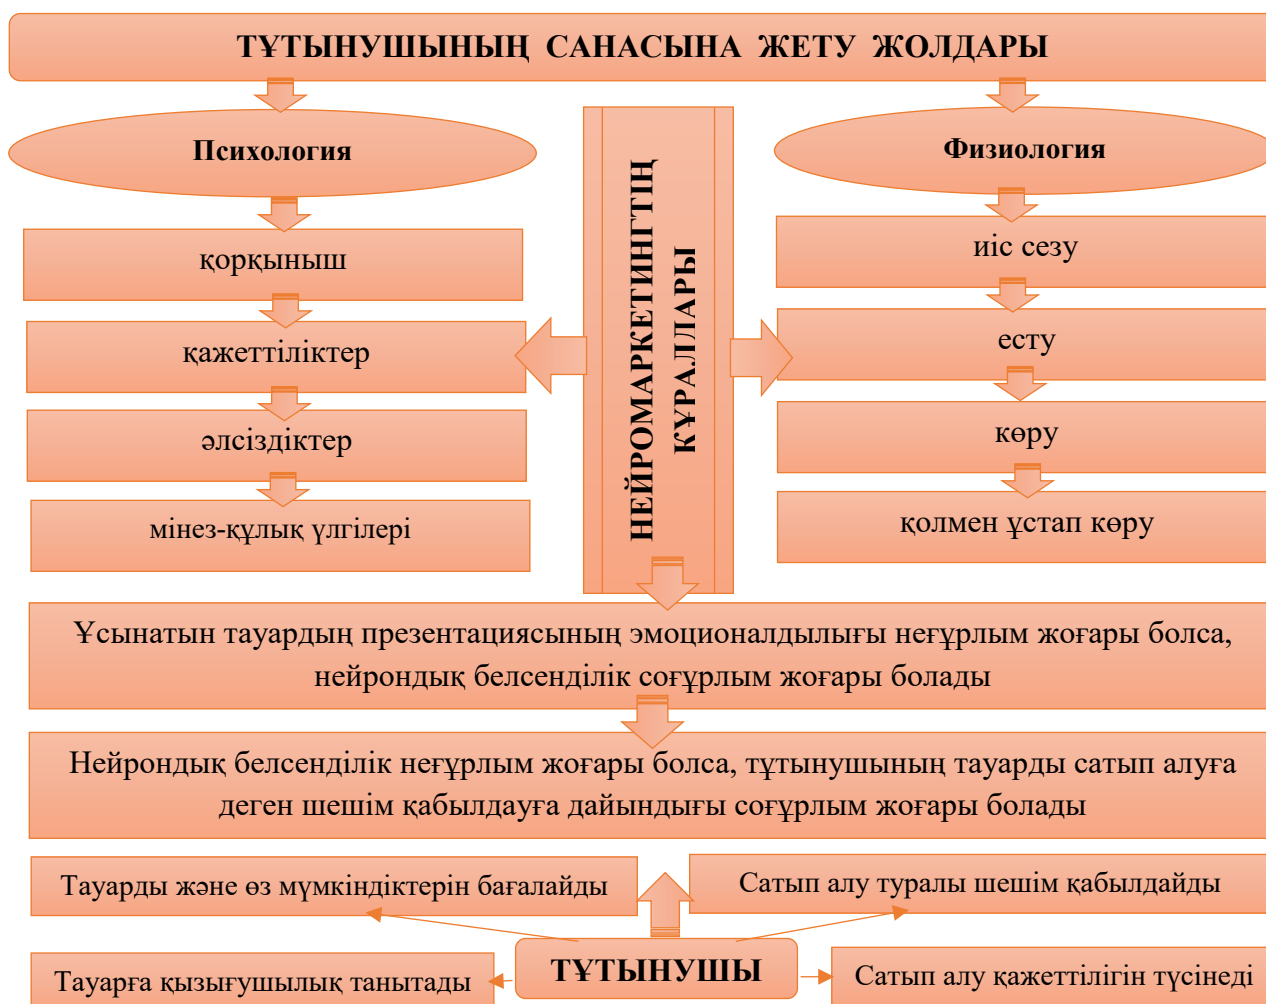 ТҰТЫНУШЫНЫҢ САНАСЫНА ЖЕТУ ЖОЛДАРЫ
Психология
қорқыныш
қажеттіліктер
әлсіздіктер
мінез-құлық үлгілері
НЕЙРОМАРКЕТИНГТІҢ
ҚҰРАЛДАРЫ
Физиология
иіс сезу
есту
көру
қолмен ұстап көру
Ұсынатын тауардың презентациясының эмоционалдылығы неғұрлым жоғары болса,
нейрондық белсенділік соғұрлым жоғары болады
Нейрондық белсенділік неғұрлым жоғары болса, тұтынушының тауарды сатып алуға
деген шешім қабылдауға дайындығы соғұрлым жоғары болады
Тауарды және өз мүмкіндіктерін бағалайды
Сатып алу туралы шешім қабылдайды
Тауарға қызығушылық танытады
ТҰТЫНУШЫ
Сатып алу қажеттілігін түсінеді